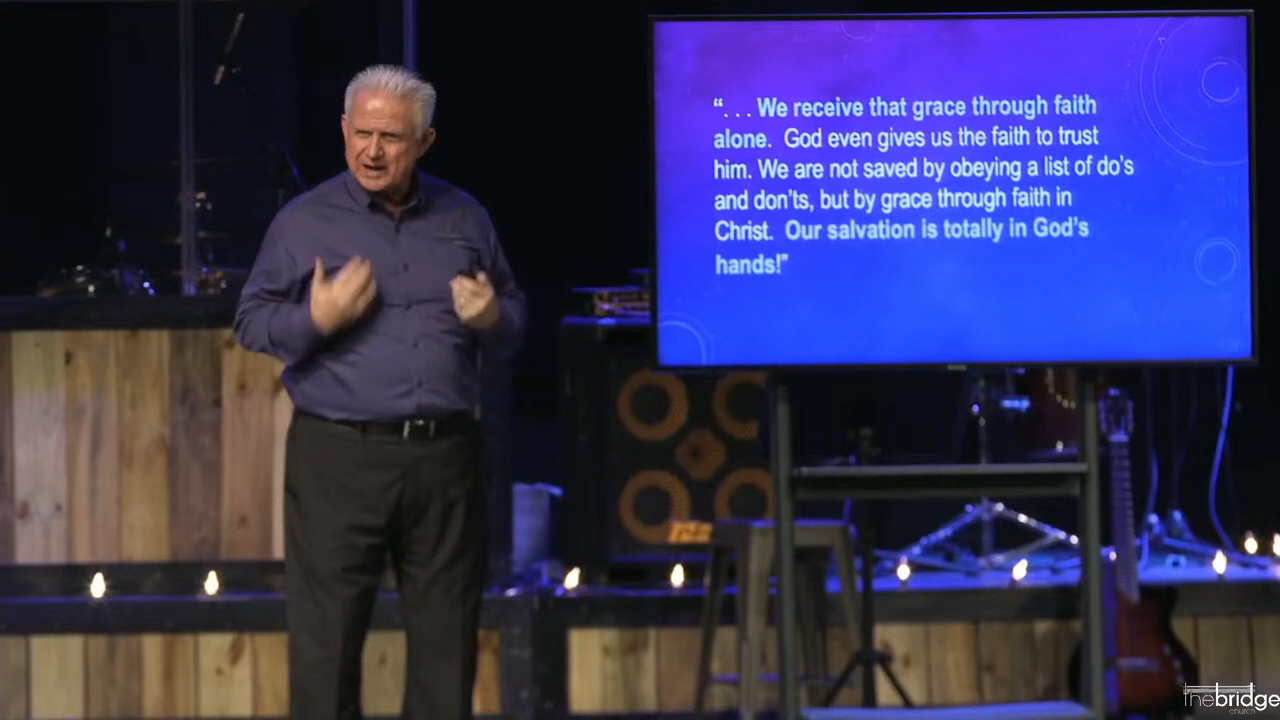 “. . . We receive that grace through faith
alone.  God even gives us the faith to trust
him. We are not saved by obeying a list of do’s
and don’ts, but by grace through faith in
Christ.  Our salvation is totally in God’s
hands!”
thebridge
church